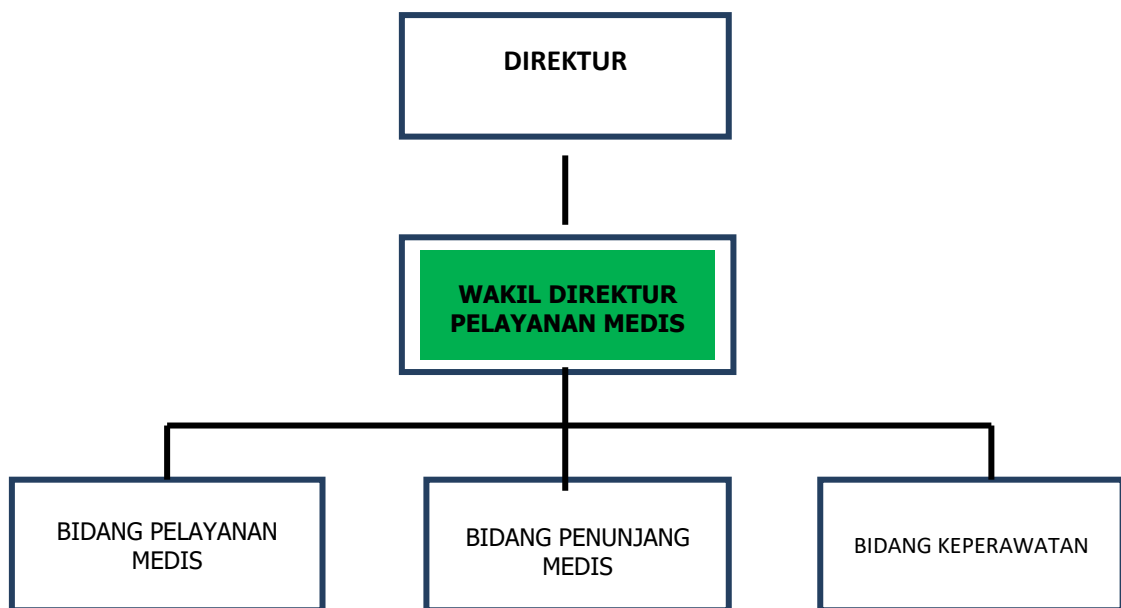 DIREKTUR
WAKIL DIREKTUR
PELAYANAN MEDIS
BIDANG PELAYANAN
MEDIS
BIDANG PENUNJANG
MEDIS
BIDANG KEPERAWATAN